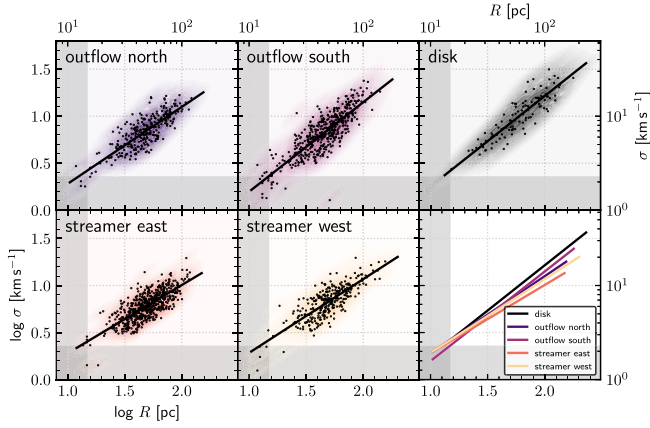 R [pc]
10¹ 10² 10¹ 10² 10¹ 10²
outflow north outflow south disk
1.5
1.0
0.5
0.0
10¹
10⁰
σ [km s⁻¹]
streamer east streamer west
1.5
1.0
0.5
0.0
10¹
10⁰
log σ [km s⁻¹]
disk
outflow north
outflow south
streamer east
streamer west
1.0 1.5 2.0 1.0 1.5 2.0 1.0 1.5 2.0
log R [pc]